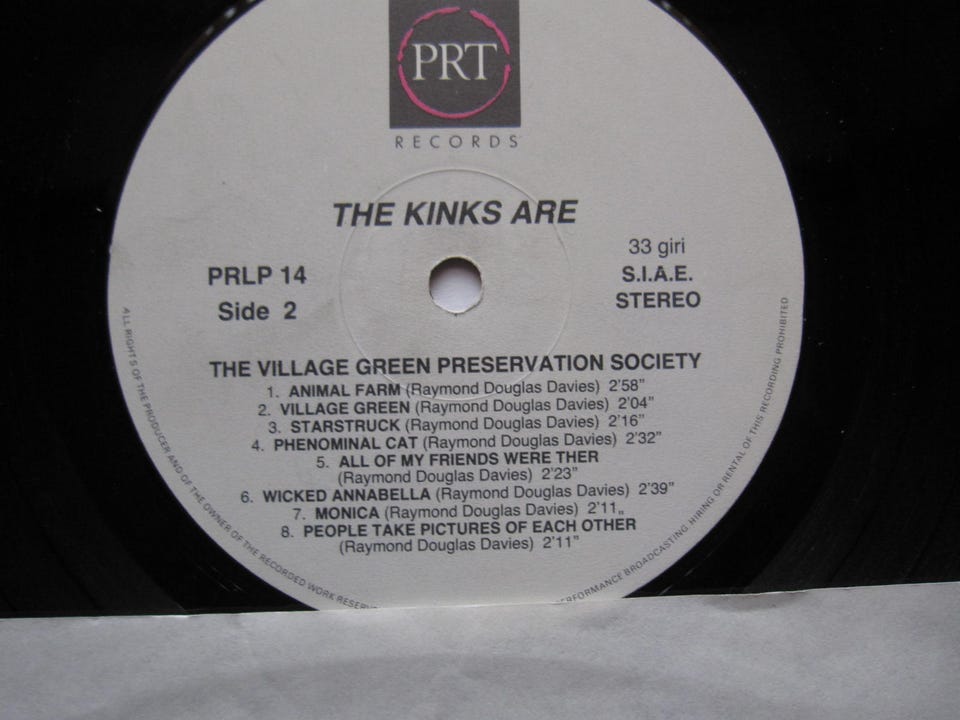 PRT
RECORDS
THE KINKS ARE
33 giri
PRLP 14
S.I.A.E.
Side 2
STEREO
THE VILLAGE GREEN PRESERVATION SOCIETY
1. ANIMAL FARM (Raymond Douglas Davies) 2'58"
2. VILLAGE GREEN (Raymond Douglas Davies) 2'04"
3. STARSTRUCK (Raymond Douglas Davies) 2'16"
4. PHENOMINAL CAT (Raymond Douglas Davies) 2'32"
5. ALL OF MY FRIENDS WERE THER
(Raymond Douglas Davies) 2'23"
6. WICKED ANNABELLA (Raymond Douglas Davies) 2'39"
7. MONICA (Raymond Douglas Davies) 2'11„
8. PEOPLE TAKE PICTURES OF EACH OTHER
(Raymond Douglas Davies) 2'11"
ALL RIGHTS OF THE PRODUCER AND OF THE OWNER OF THE RECORDED WORK RESERV
PERFORMANCE BROADCASTING. HIRING OR RENTAL OF THIS RECORDING PROHIBITED